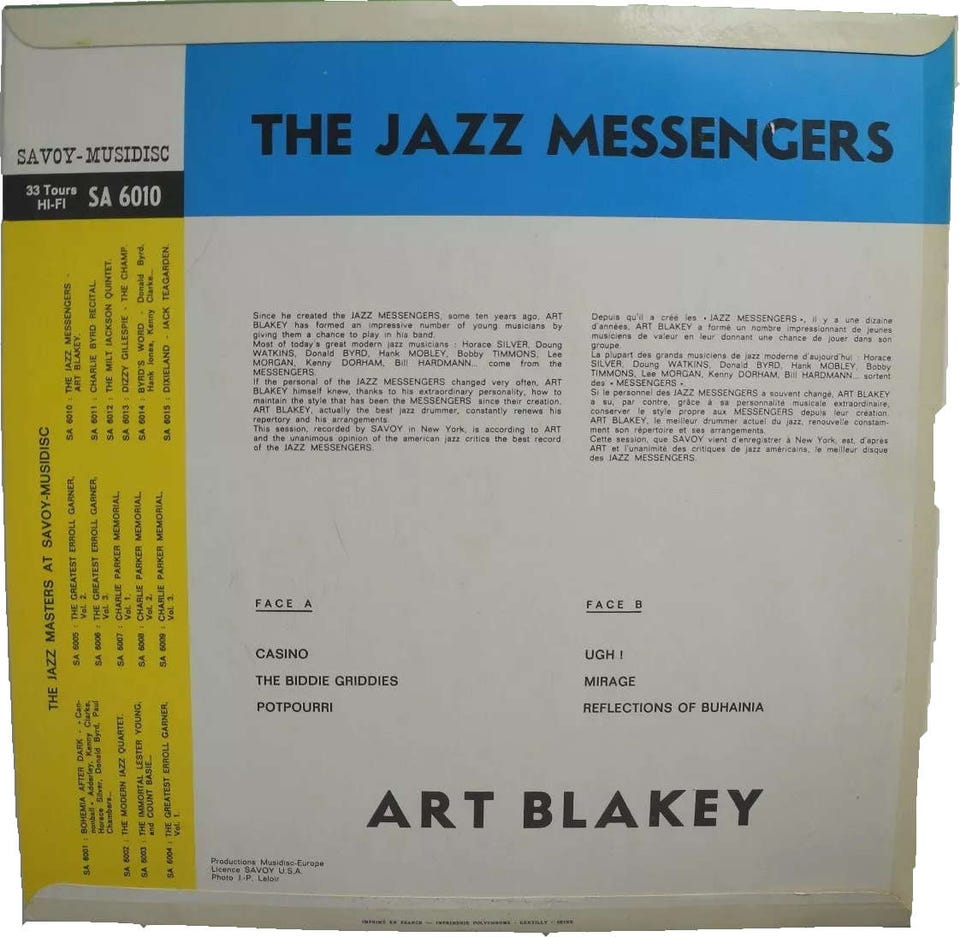 THE JAZZ MESSENGERS
SAVOY-MUSIDISC
33 Tours
HI-FI
SA 6010
THE JAZZ MASTERS AT SAVOY-MUSIDISC
SA 6001 : BOHEMIA AFTER DARK - « Can-
nonball » Adderley, Kenny Clarke,
Horace Silver, Donald Byrd, Paul
Chambers...
SA 6002 : THE MODERN JAZZ QUARTET.
SA 6003 : THE IMMORTAL LESTER YOUNG,
and COUNT BASIE...
SA 6004 : THE GREATEST ERROLL GARNER,
Vol. 1.
SA 6005 : THE GREATEST ERROLL GARNER,
Vol. 2.
SA 6006 : THE GREATEST ERROLL GARNER,
Vol. 3.
SA 6007 : CHARLIE PARKER MEMORIAL,
Vol. 1.
SA 6008 : CHARLIE PARKER MEMORIAL,
Vol. 2.
SA 6009 : CHARLIE PARKER MEMORIAL,
Vol. 3.
SA 6010 : THE JAZZ MESSENGERS -
ART BLAKEY.
SA 6011 : CHARLIE BYRD RECITAL.
SA 6012 : THE MILT JACKSON QUINTET.
SA 6013 : DIZZY GILLESPIE - THE CHAMP.
SA 6014 : BYRD'S WORD - Donald Byrd,
Hank Jones, Kenny Clarke...
SA 6015 : DIXIELAND - JACK TEAGARDEN.
Since he created the JAZZ MESSENGERS, some ten years ago, ART
BLAKEY has formed an impressive number of young musicians by
giving them a chance to play in his band.
Most of today's great modern jazz musicians : Horace SILVER, Doung
WATKINS, Donald BYRD, Hank MOBLEY, Bobby TIMMONS, Lee
MORGAN, Kenny DORHAM, Bill HARDMANN... come from the
MESSENGERS.
If the personal of the JAZZ MESSENGERS changed very often, ART
BLAKEY himself knew, thanks to his extraordinary personality, how to
maintain the style that has been the MESSENGERS since their creation.
ART BLAKEY, actually the best jazz drummer, constantly renews his
repertory and his arrangements.
This session, recorded by SAVOY in New York, is according to ART
and the unanimous opinion of the american jazz critics the best record
of the JAZZ MESSENGERS.
Depuis qu'il a créé les « JAZZ MESSENGERS », il y a une dizaine
d'années, ART BLAKEY a formé un nombre impressionnant de jeunes
musiciens de valeur en leur donnant une chance de jouer dans son
groupe.
La plupart des grands musiciens de jazz moderne d'aujourd'hui : Horace
SILVER, Doung WATKINS, Donald BYRD, Hank MOBLEY, Bobby
TIMMONS, Lee MORGAN, Kenny DORHAM, Bill HARDMANN... sortent
des « MESSENGERS ».
Si le personnel des JAZZ MESSENGERS a souvent changé, ART BLAKEY
a su, par contre, grâce à sa personnalité musicale extraordinaire,
conserver le style propre aux MESSENGERS depuis leur création.
ART BLAKEY, le meilleur drummer actuel du jazz, renouvelle constam-
ment son répertoire et ses arrangements.
Cette session, que SAVOY vient d'enregistrer à New York, est, d'après
ART et l'unanimité des critiques de jazz américains, le meilleur disque
des JAZZ MESSENGERS.
FACE A
CASINO
THE BIDDIE GRIDDIES
POTPOURRI
FACE B
UGH !
MIRAGE
REFLECTIONS OF BUHAINIA
ART BLAKEY
Productions Musidisc-Europe
Licence SAVOY U.S.A.
Photo J.-P. Leloir
IMPRIMÉ EN FRANCE — IMPRIMERIE POLYCHROME - GENTILLY - SEINE